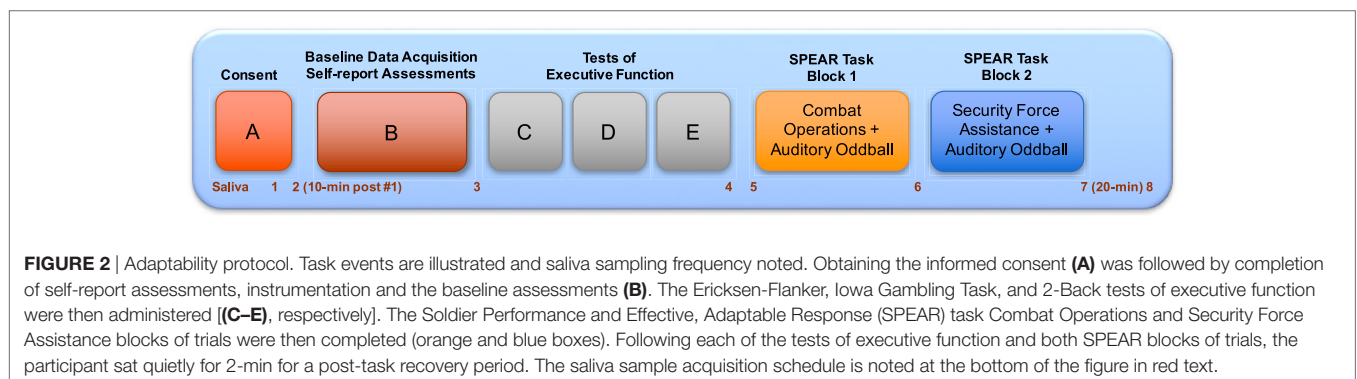 Consent
Baseline Data Acquisition
Self-report Assessments
Tests of
Executive Function
SPEAR Task
Block 1
SPEAR Task
Block 2
A
B
C
D
E
Combat
Operations +
Auditory Oddball
Security Force
Assistance +
Auditory Oddball
Saliva 1 2 (10-min post #1) 3 4 5 6 7 (20-min) 8
FIGURE 2 | Adaptability protocol. Task events are illustrated and saliva sampling frequency noted. Obtaining the informed consent (A) was followed by completion
of self-report assessments, instrumentation and the baseline assessments (B). The Ericksen-Flanker, Iowa Gambling Task, and 2-Back tests of executive function
were then administered [(C–E), respectively]. The Soldier Performance and Effective, Adaptable Response (SPEAR) task Combat Operations and Security Force
Assistance blocks of trials were then completed (orange and blue boxes). Following each of the tests of executive function and both SPEAR blocks of trials, the
participant sat quietly for 2-min for a post-task recovery period. The saliva sample acquisition schedule is noted at the bottom of the figure in red text.